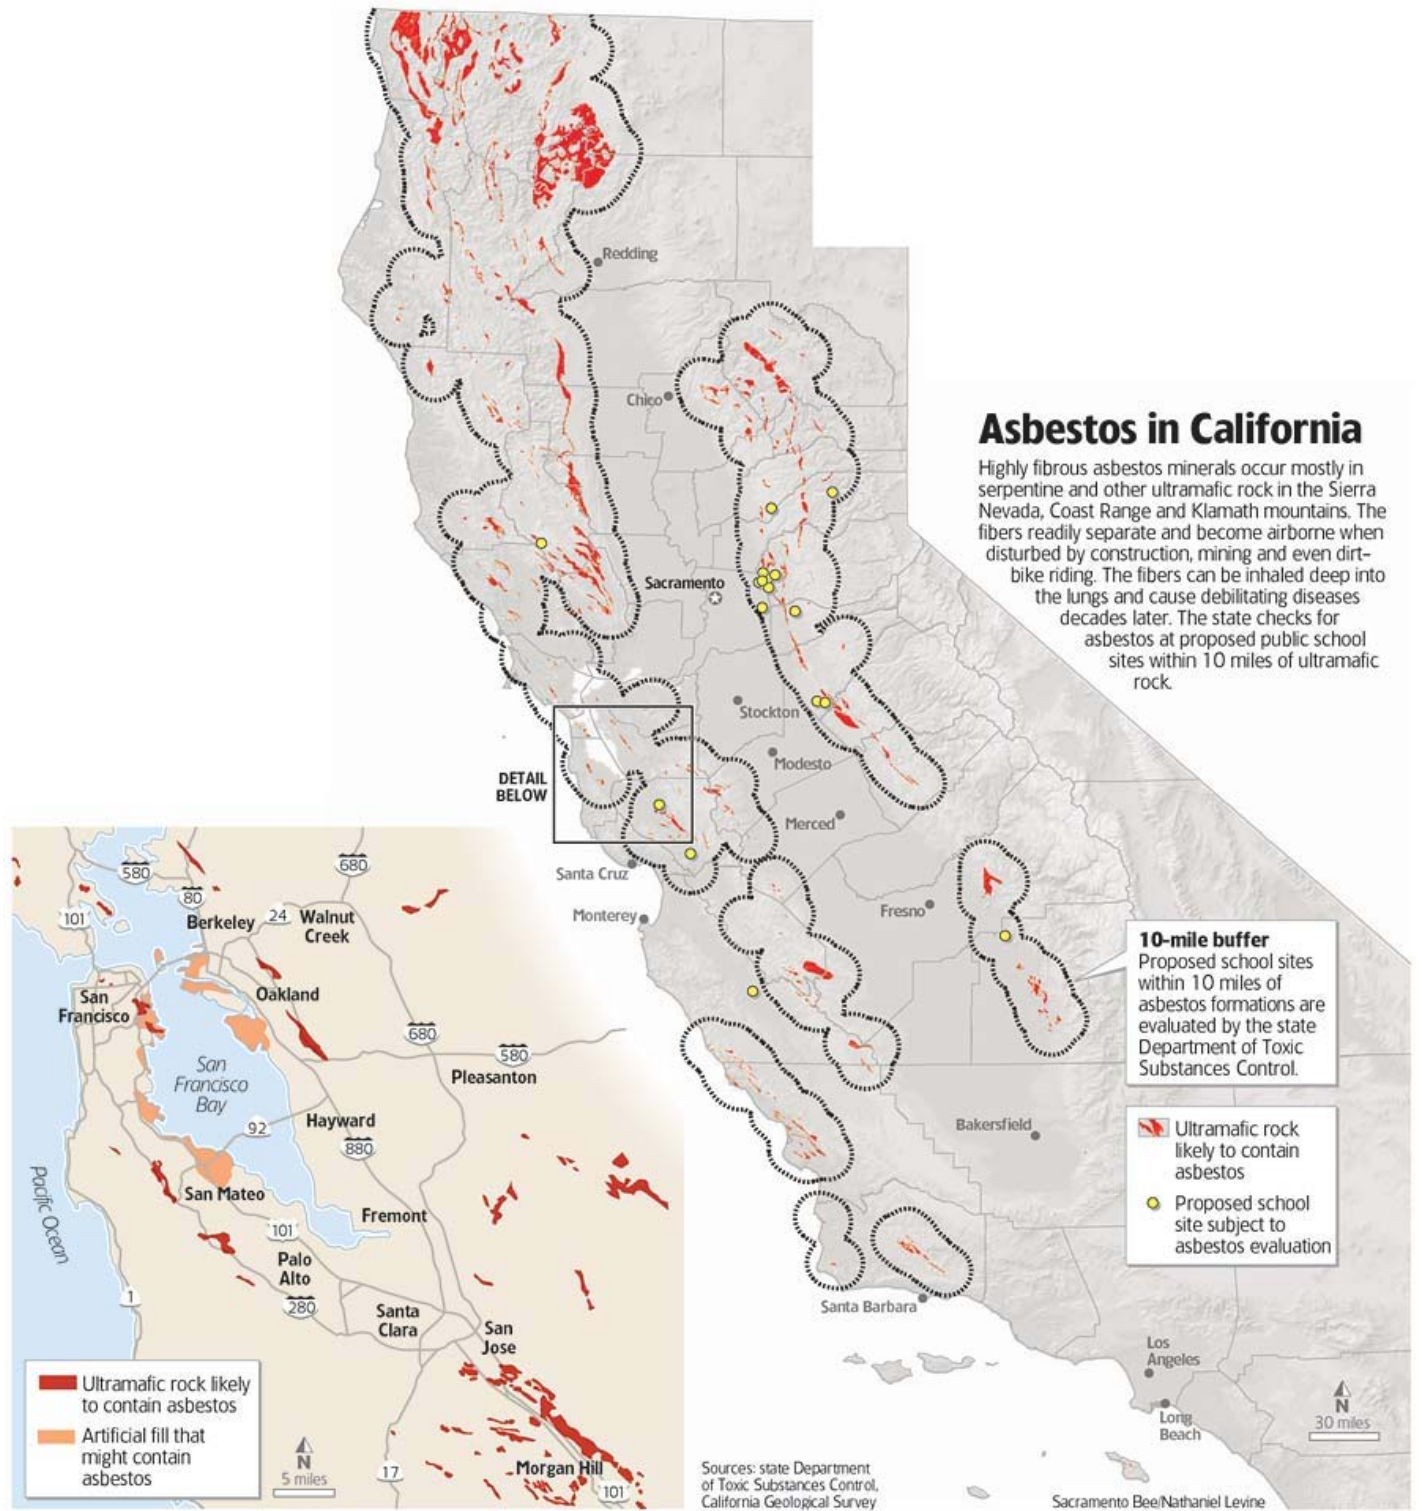 Asbestos in California
Highly fibrous asbestos minerals occur mostly in
serpentine and other ultramafic rock in the Sierra
Nevada, Coast Range and Klamath mountains. The
fibers readily separate and become airborne when
disturbed by construction, mining and even dirt-
bike riding. The fibers can be inhaled deep into
the lungs and cause debilitating diseases
decades later. The state checks for
asbestos at proposed public school
sites within 10 miles of ultramafic
rock.
Redding
Chico
Sacramento
Stockton
Modesto
DETAIL
BELOW
Merced
Santa Cruz
Monterey
Fresno
Bakersfield
Santa Barbara
Los
Angeles
Long
Beach
N
30 miles
10-mile buffer
Proposed school sites
within 10 miles of
asbestos formations are
evaluated by the state
Department of Toxic
Substances Control.
Ultramafic rock
likely to contain
asbestos
Proposed school
site subject to
asbestos evaluation
580
680
80
101
Berkeley
24
Walnut
Creek
San
Francisco
Oakland
680
580
San
Francisco
Bay
Pleasanton
92
Hayward
880
Pacific Ocean
San Mateo
Fremont
101
Palo
Alto
280
1
Santa
Clara
San
Jose
Morgan Hill
17
101
Ultramafic rock likely
to contain asbestos
Artificial fill that
might contain
asbestos
N
5 miles
Sources: state Department
of Toxic Substances Control,
California Geological Survey
Sacramento Bee/Nathaniel Levine